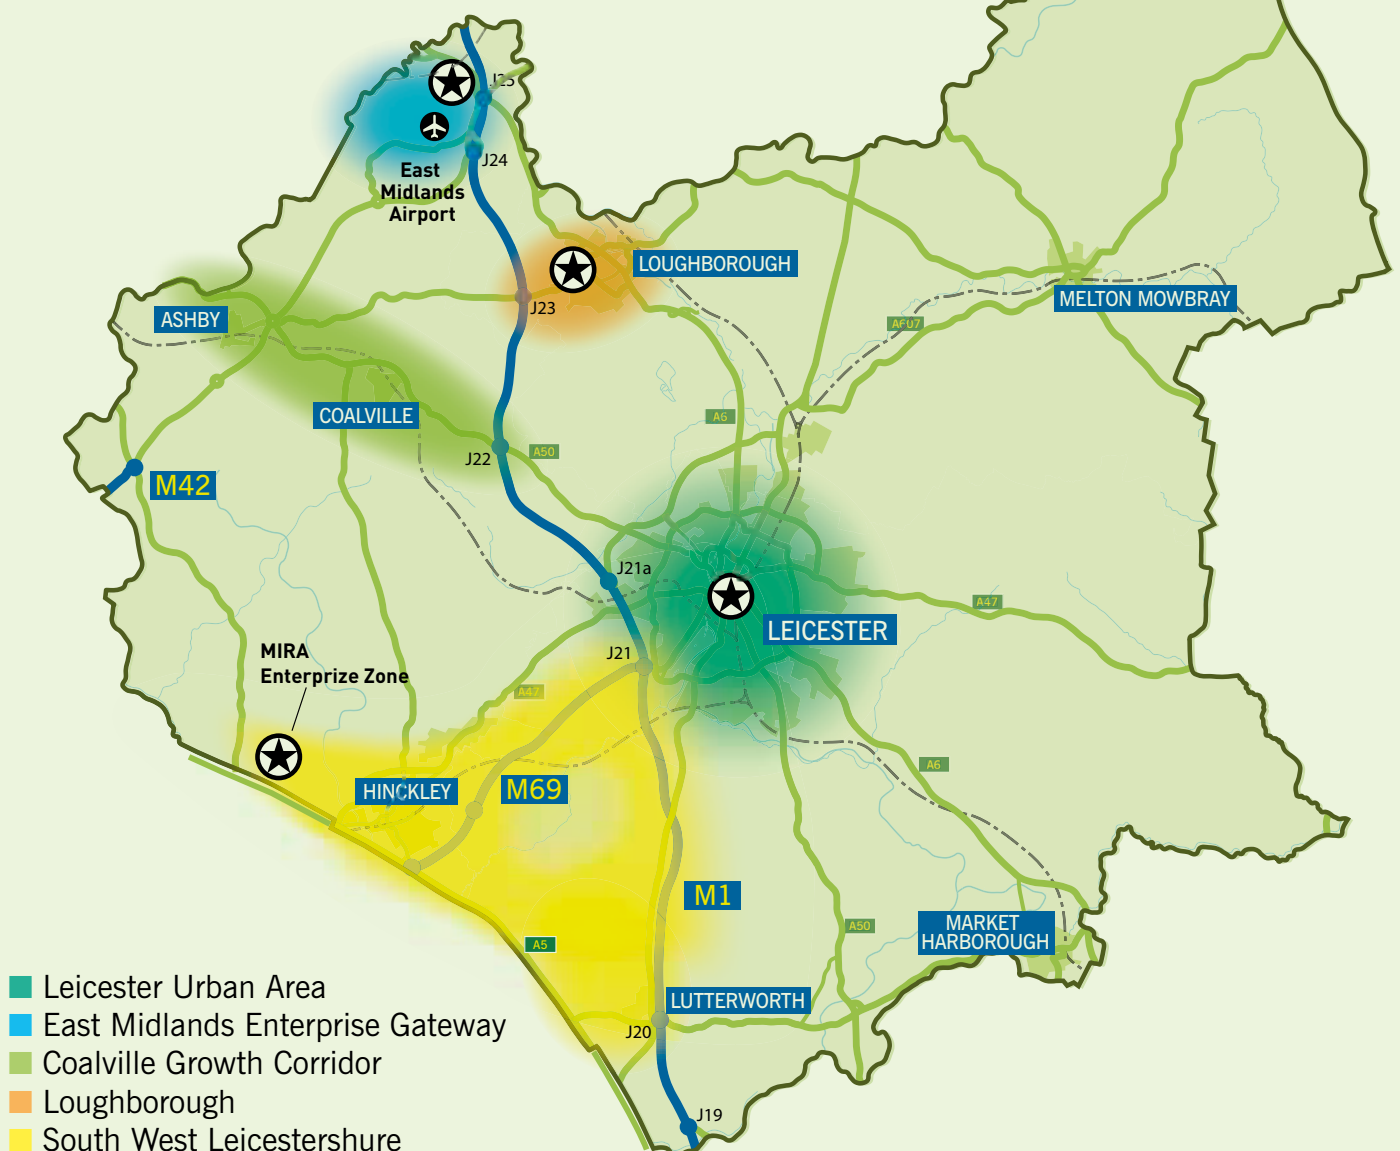 J25
J24
East
Midlands
Airport
LOUGHBOROUGH
J23
MELTON MOWBRAY
ASHBY
A607
COALVILLE
A6
J22
A50
M42
J21a
A47
LEICESTER
J21
MIRA
Enterprize Zone
A47
A6
HINCKLEY
M69
M1
A50
MARKET
HARBOROUGH
A5
LUTTERWORTH
J20
J19
Leicester Urban Area
East Midlands Enterprise Gateway
Coalville Growth Corridor
Loughborough
South West Leicestershure